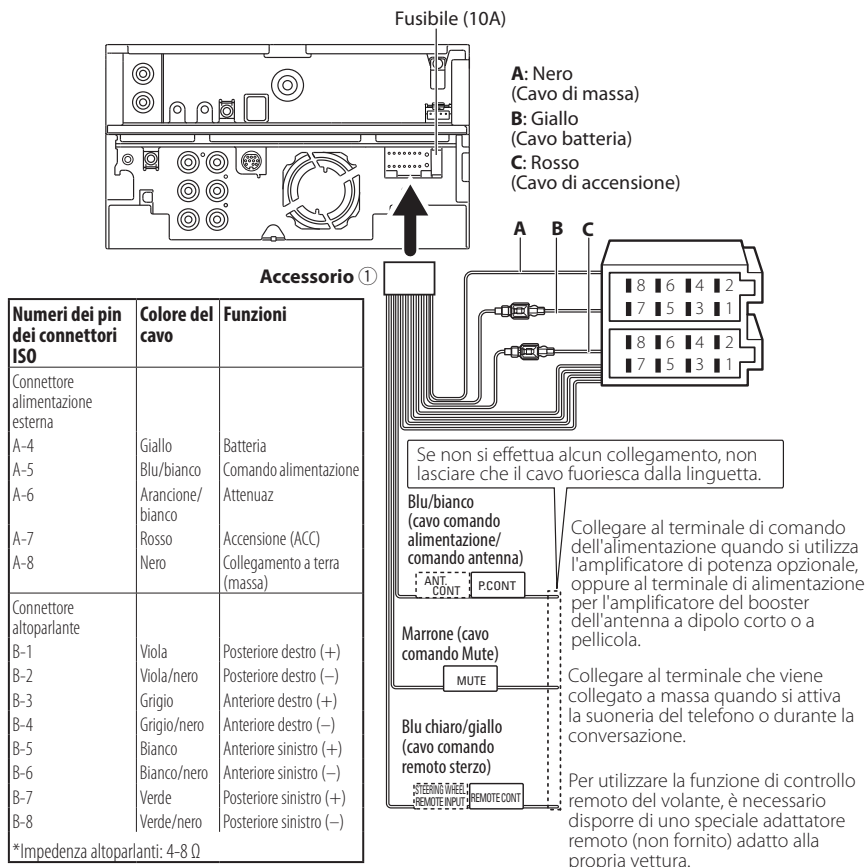 Fusibile (10A)
A: Nero
(Cavo di massa)
B: Giallo
(Cavo batteria)
C: Rosso
(Cavo di accensione)
A B C
Accessorio ①
8 6 4 2
7 5 3 1
8 6 4 2
7 5 3 1
Numeri dei pin dei connettori ISO | Colore del cavo | Funzioni
Connettore alimentazione esterna
A-4 Giallo Batteria
A-5 Blu/bianco Comando alimentazione
A-6 Arancione/bianco Attenuaz
A-7 Rosso Accensione (ACC)
A-8 Nero Collegamento a terra (massa)
Connettore altoparlante
B-1 Viola Posteriore destro (+)
B-2 Viola/nero Posteriore destro (−)
B-3 Grigio Anteriore destro (+)
B-4 Grigio/nero Anteriore destro (−)
B-5 Bianco Anteriore sinistro (+)
B-6 Bianco/nero Anteriore sinistro (−)
B-7 Verde Posteriore sinistro (+)
B-8 Verde/nero Posteriore sinistro (−)
*Impedenza altoparlanti: 4-8 Ω
Se non si effettua alcun collegamento, non
lasciare che il cavo fuoriesca dalla linguetta.
Blu/bianco
(cavo comando
alimentazione/
comando antenna)
ANT.
CONT
P.CONT
Collegare al terminale di comando
dell'alimentazione quando si utilizza
l'amplificatore di potenza opzionale,
oppure al terminale di alimentazione
per l'amplificatore del booster
dell'antenna a dipolo corto o a
pellicola.
Marrone (cavo
comando Mute)
MUTE
Collegare al terminale che viene
collegato a massa quando si attiva
la suoneria del telefono o durante la
conversazione.
Blu chiaro/giallo
(cavo comando
remoto sterzo)
STEERING WHEEL
REMOTE INPUT
REMOTE CONT
Per utilizzare la funzione di controllo
remoto del volante, è necessario
disporre di uno speciale adattatore
remoto (non fornito) adatto alla
propria vettura.